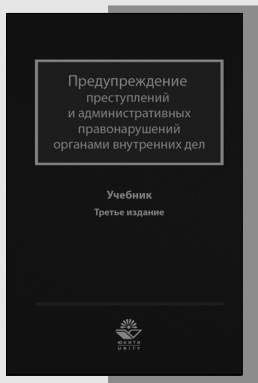 Предупреждение
преступлений
и административных
правонарушений
органами внутренних дел
Учебник
Третье издание
ЮНИТИ
UNITY